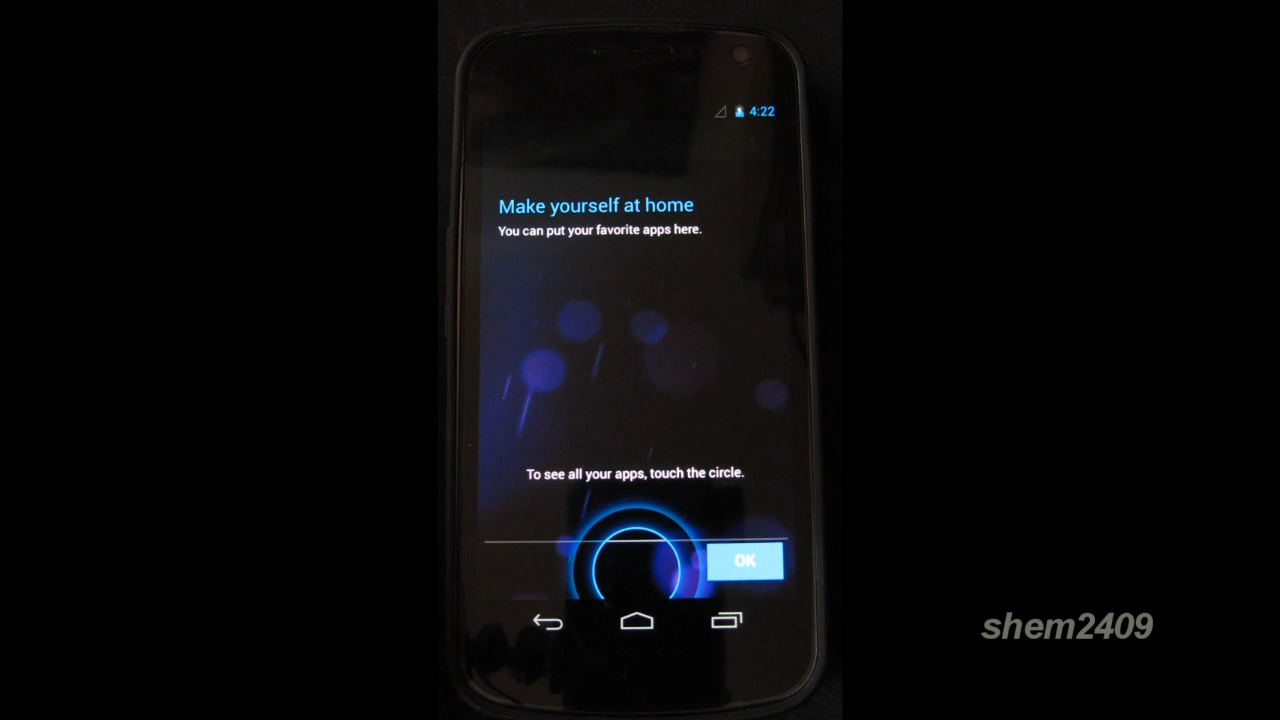 4:22
Make yourself at home
You can put your favorite apps here.
To see all your apps, touch the circle.
OK
shem2409